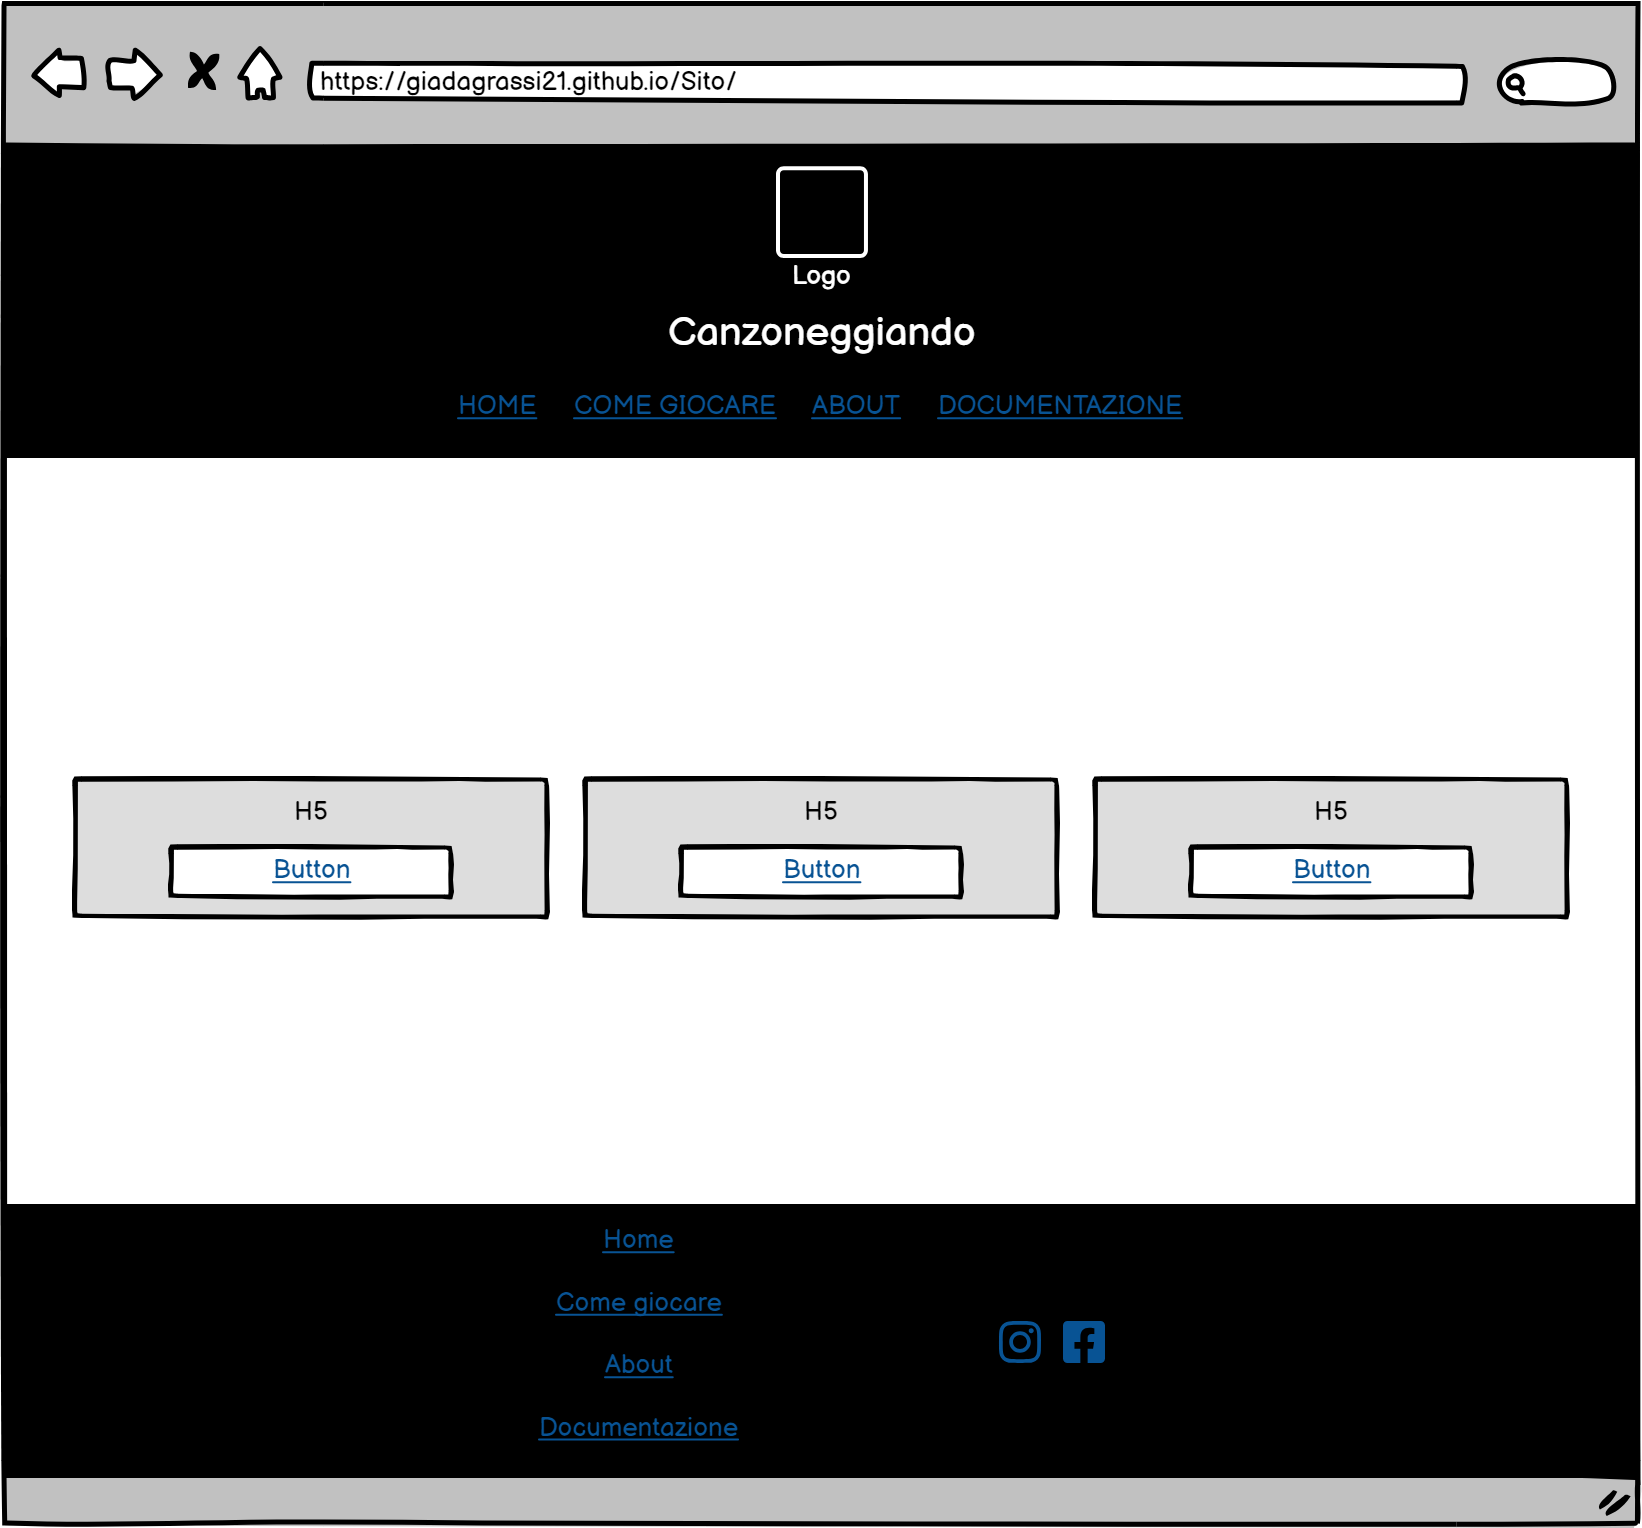 https://giadagrassi21.github.io/Sito/
Logo
Canzoneggiando
HOME COME GIOCARE ABOUT DOCUMENTAZIONE
H5 H5 H5
Button Button Button
Home
Come giocare
About
Documentazione